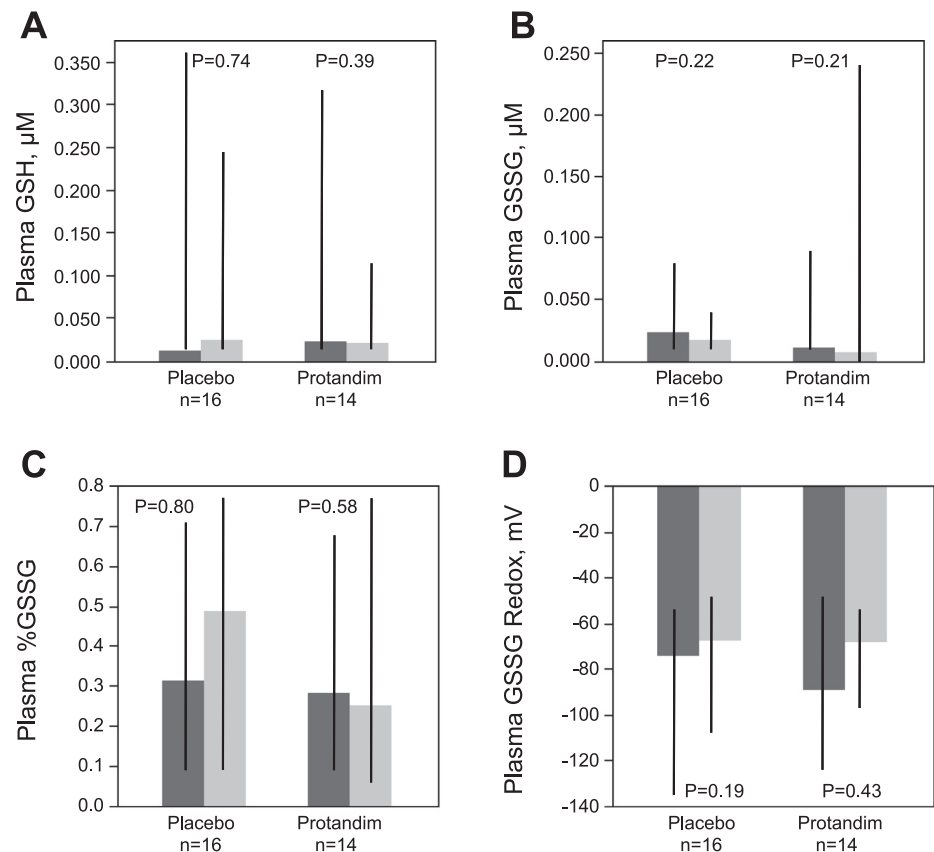 A
Plasma GSH, µM
0.350
0.300
0.250
0.200
0.150
0.100
0.050
0.000
P=0.74
P=0.39
Placebo
n=16
Protandim
n=14
B
Plasma GSSG, µM
0.250
0.200
0.150
0.100
0.050
0.000
P=0.22
P=0.21
Placebo
n=16
Protandim
n=14
C
Plasma %GSSG
0.8
0.7
0.6
0.5
0.4
0.3
0.2
0.1
0.0
P=0.80
P=0.58
Placebo
n=16
Protandim
n=14
D
Plasma GSSG Redox, mV
0
-20
-40
-60
-80
-100
-120
-140
P=0.19
P=0.43
Placebo
n=16
Protandim
n=14